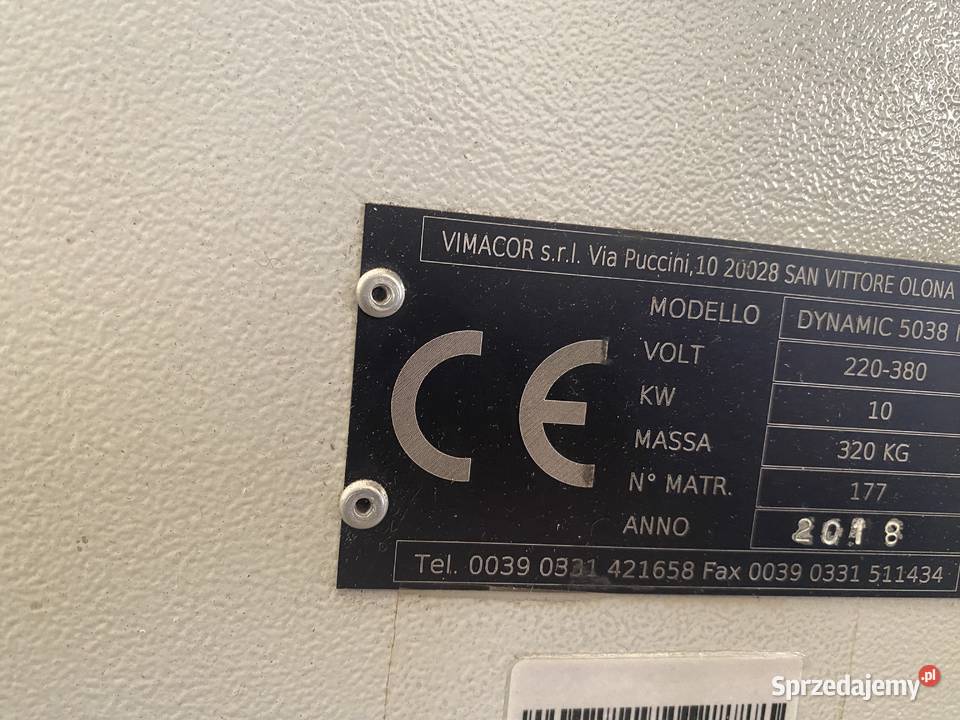 VIMACOR s.r.l. Via Puccini,10 20028 SAN VITTORE OLONA
CE
MODELLO DYNAMIC 5038
VOLT 220-380
KW 10
MASSA 320 KG
N° MATR. 177
ANNO 2018
Tel. 0039 0331 421658 Fax 0039 0331 511434
Sprzedajemy.pl